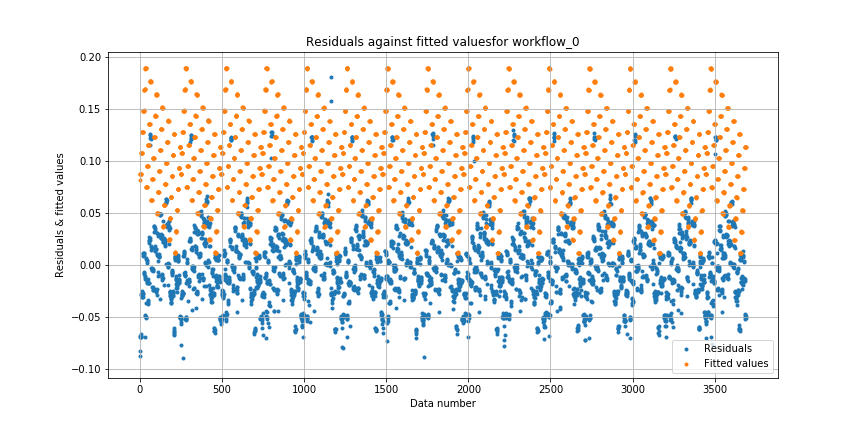 Residuals against fitted valuesfor workflow_0
Residuals & fitted values
0.20
0.15
0.10
0.05
0.00
−0.05
−0.10
0 500 1000 1500 2000 2500 3000 3500
Data number
Residuals
Fitted values